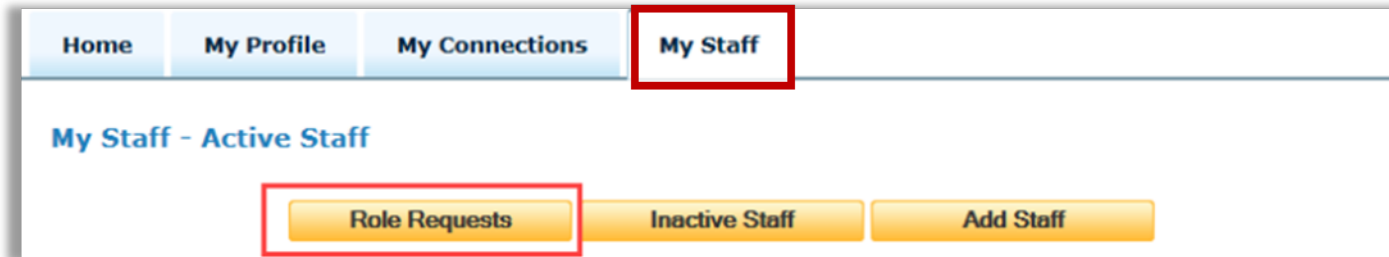 Home My Profile My Connections My Staff
My Staff - Active Staff
Role Requests Inactive Staff Add Staff